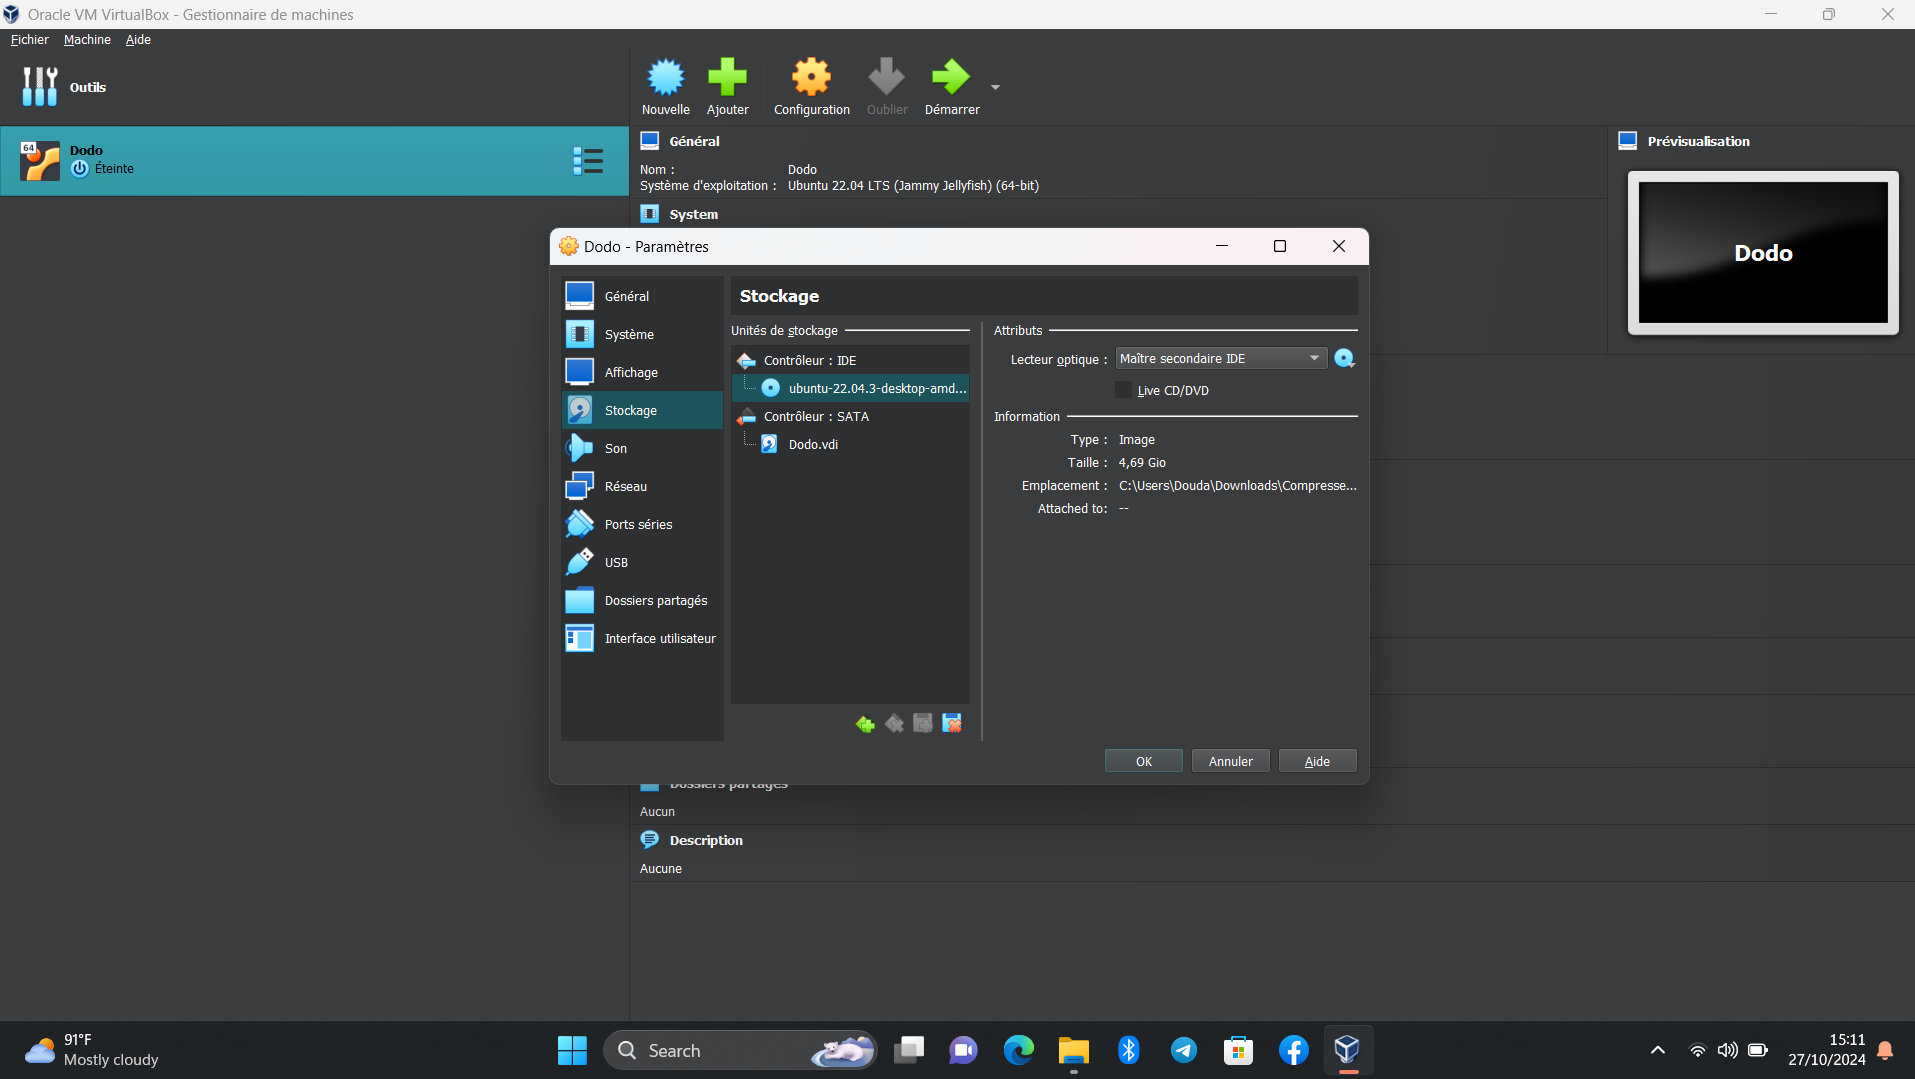 Oracle VM VirtualBox - Gestionnaire de machines
Fichier Machine Aide
Outils
Nouvelle Ajouter Configuration Oublier Démarrer
64
Dodo
Éteinte
Général
Nom : Dodo
Système d'exploitation : Ubuntu 22.04 LTS (Jammy Jellyfish) (64-bit)
System
Prévisualisation
Dodo
Dodo - Paramètres
Général
Système
Affichage
Stockage
Son
Réseau
Ports séries
USB
Dossiers partagés
Interface utilisateur
Stockage
Unités de stockage
Contrôleur : IDE
ubuntu-22.04.3-desktop-amd...
Contrôleur : SATA
Dodo.vdi
Attributs
Lecteur optique : Maître secondaire IDE
Live CD/DVD
Information
Type : Image
Taille : 4,69 Gio
Emplacement : C:\Users\Douda\Downloads\Compresse...
Attached to: --
OK Annuler Aide
Dossiers partagés
Aucun
Description
Aucune
91°F
Mostly cloudy
Search
15:11
27/10/2024